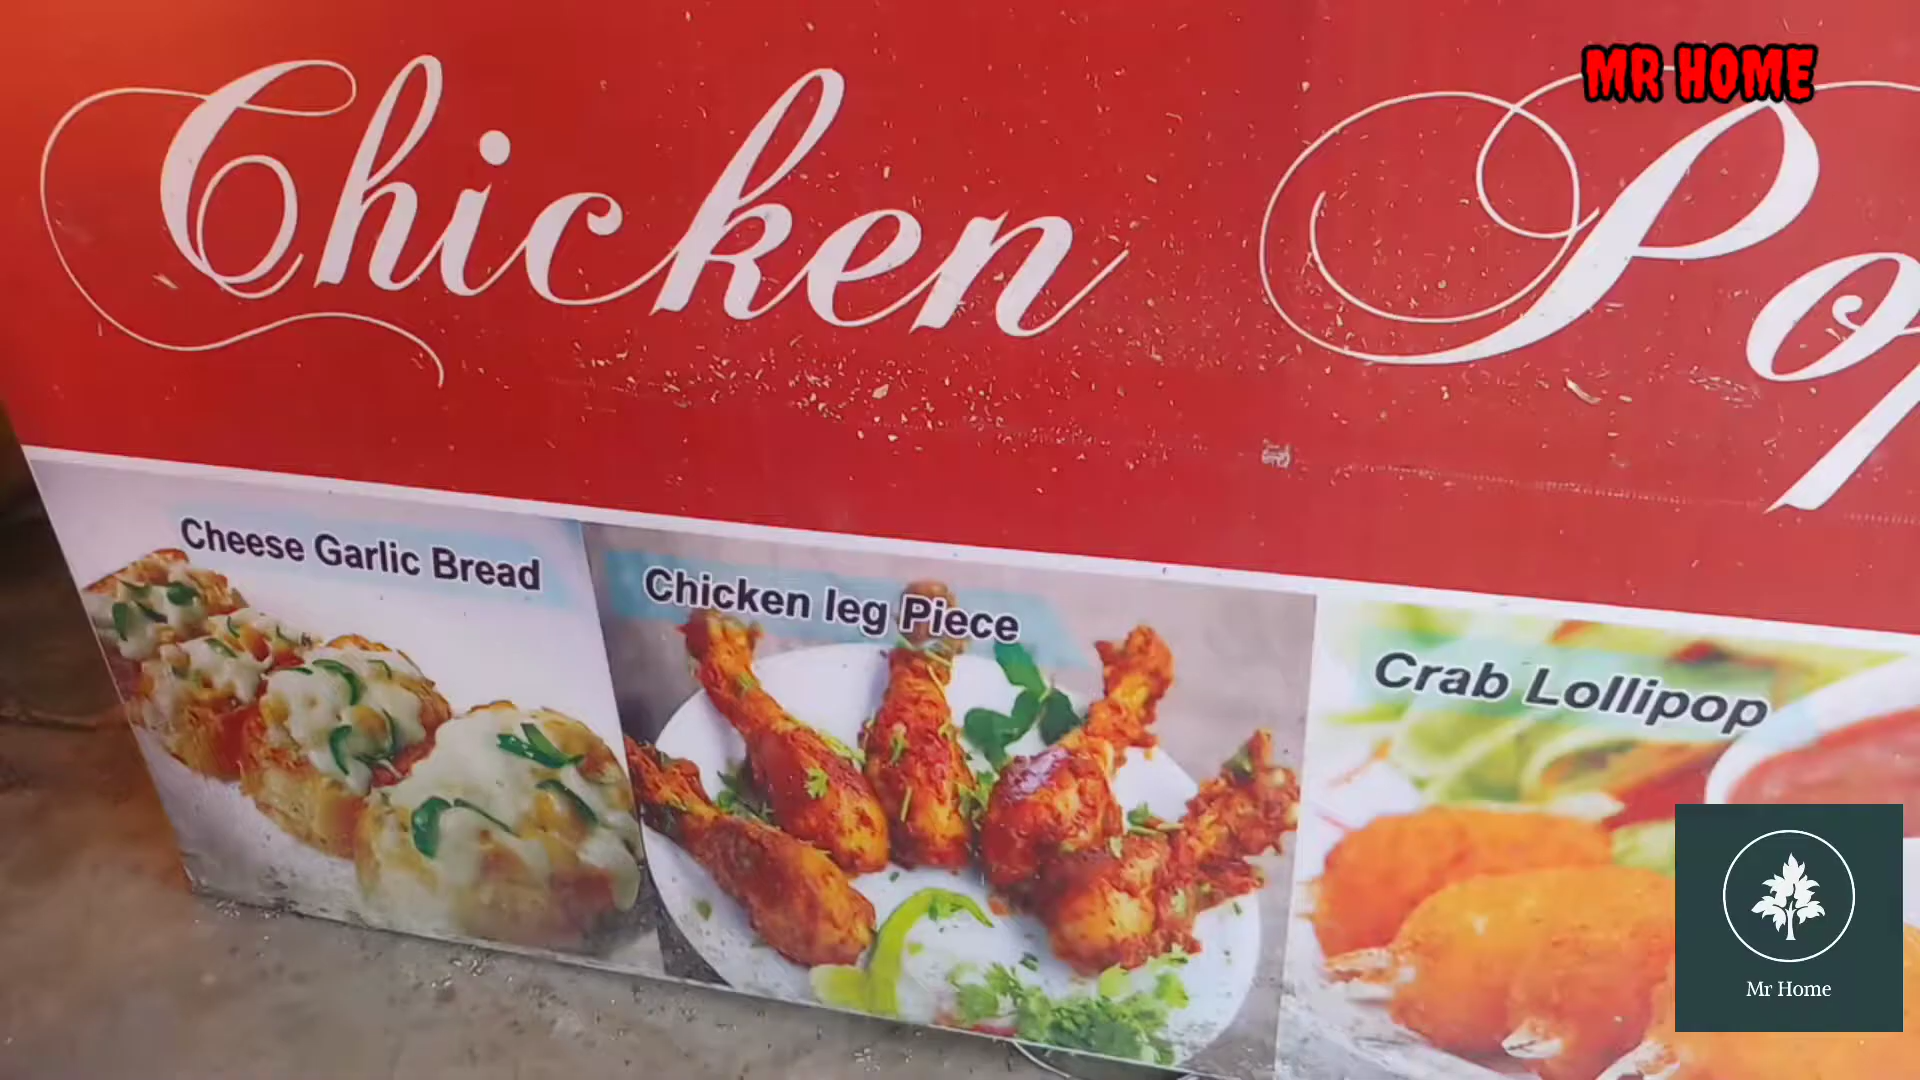 MR HOME
Chicken
Cheese Garlic Bread
Chicken leg Piece
Crab Lollipop
Mr Home